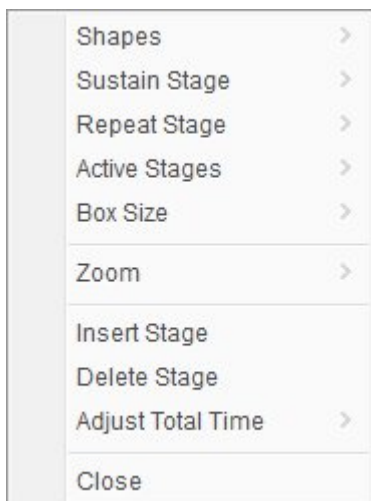 Shapes
Sustain Stage
Repeat Stage
Active Stages
Box Size
Zoom
Insert Stage
Delete Stage
Adjust Total Time
Close